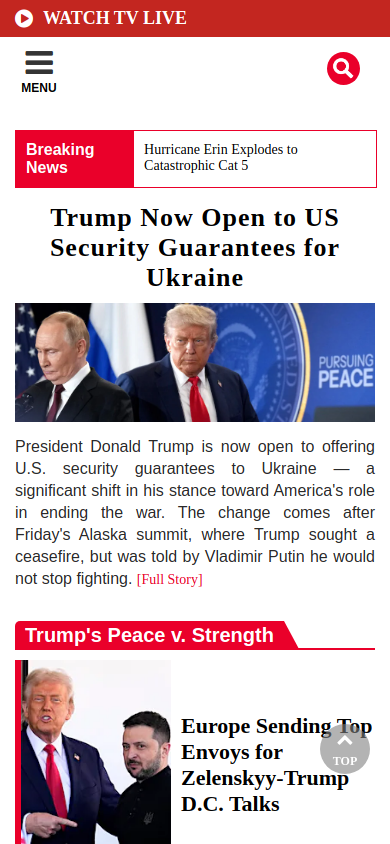 WATCH TV LIVE
MENU
Breaking
News
Hurricane Erin Explodes to
Catastrophic Cat 5
Trump Now Open to US
Security Guarantees for
Ukraine
UNITED
PURSUING
PEACE
President Donald Trump is now open to offering
U.S. security guarantees to Ukraine — a
significant shift in his stance toward America's role
in ending the war. The change comes after
Friday's Alaska summit, where Trump sought a
ceasefire, but was told by Vladimir Putin he would
not stop fighting. [Full Story]
Trump's Peace v. Strength
Europe Sending Top
Envoys for
Zelenskyy-Trump
D.C. Talks
TOP